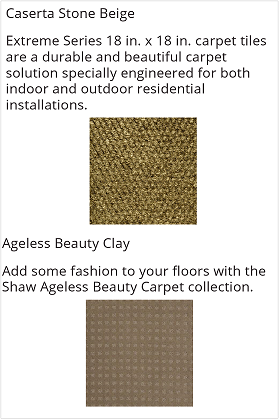 Caserta Stone Beige
Extreme Series 18 in. x 18 in. carpet tiles
are a durable and beautiful carpet
solution specially engineered for both
indoor and outdoor residential
installations.
Ageless Beauty Clay
Add some fashion to your floors with the
Shaw Ageless Beauty Carpet collection.